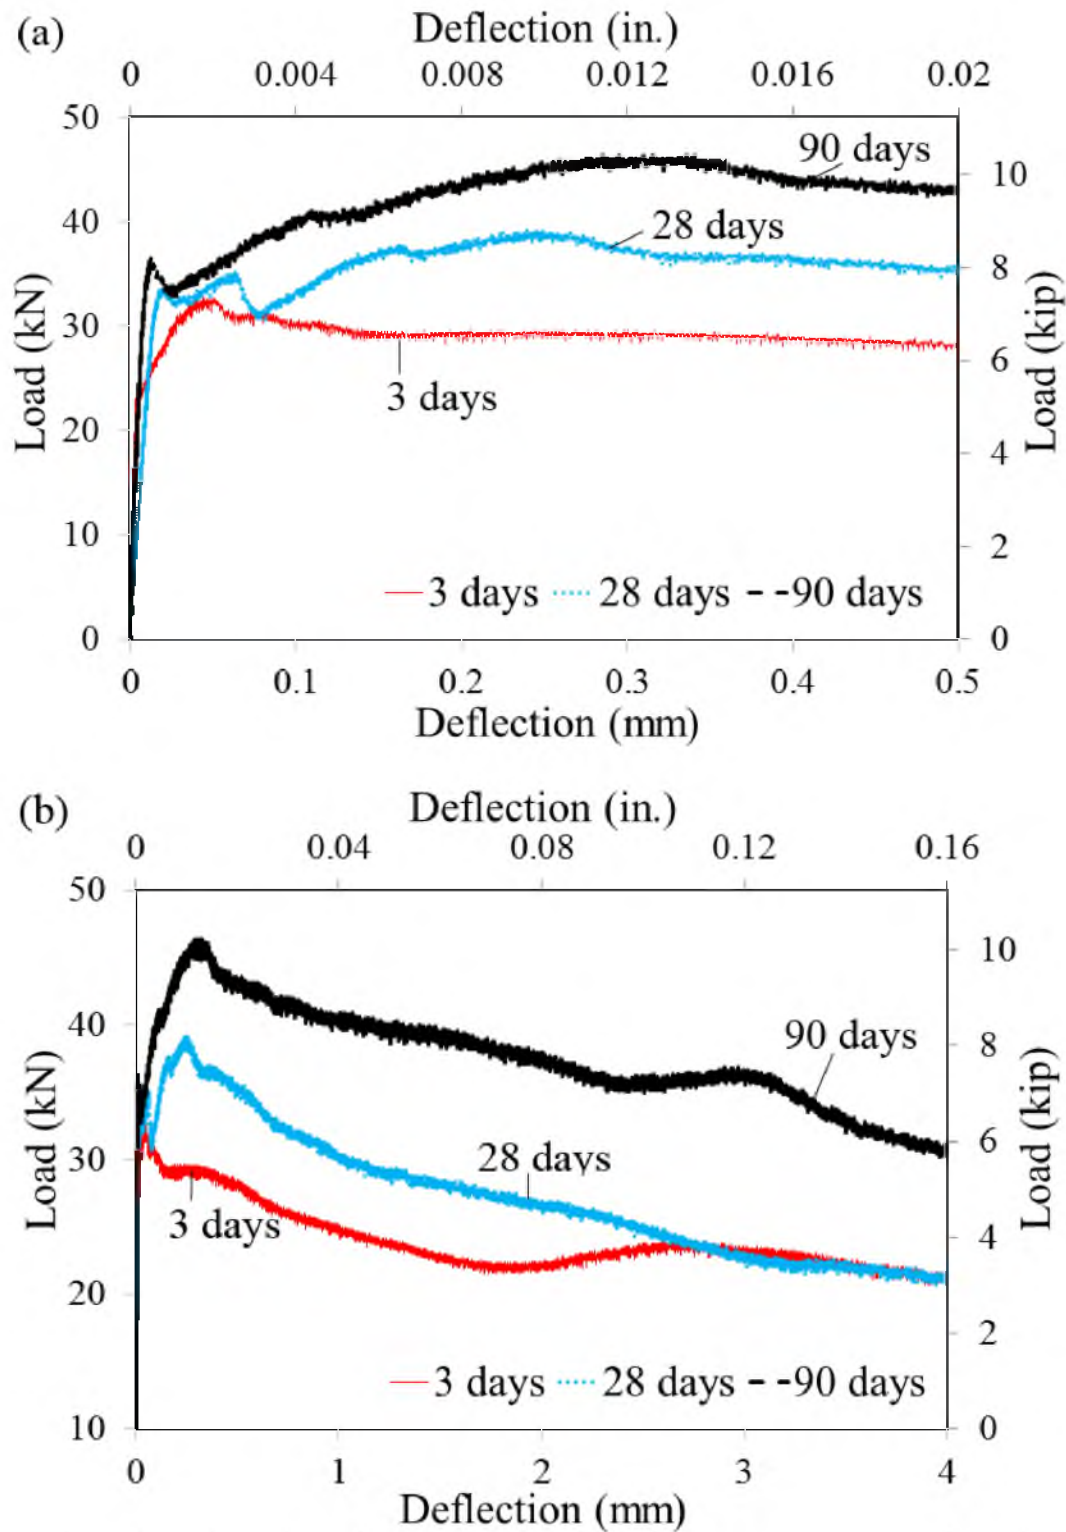 (a)
Deflection (in.)
0 0.004 0.008 0.012 0.016 0.02
50
90 days
10
40
28 days
8
Load (kN)
30
Load (kip)
6
3 days
20
4
10
2
3 days 28 days 90 days
0
0
0 0.1 0.2 0.3 0.4 0.5
Deflection (mm)
(b)
Deflection (in.)
0 0.04 0.08 0.12 0.16
50
10
40
90 days
8
Load (kN)
30
28 days
Load (kip)
6
3 days
4
20
2
3 days 28 days 90 days
10
0
0 1 2 3 4
Deflection (mm)